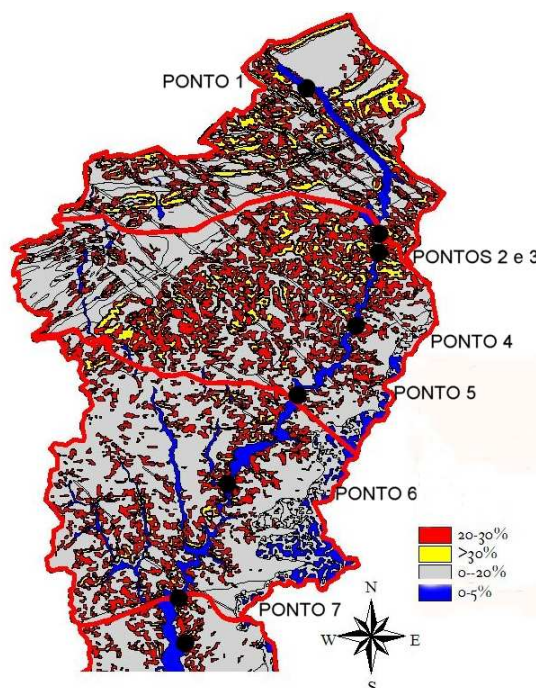 PONTO 1
PONTOS 2 e 3
PONTO 4
PONTO 5
PONTO 6
20-30%
>30%
0--20%
0-5%
PONTO 7
N
W
E
S